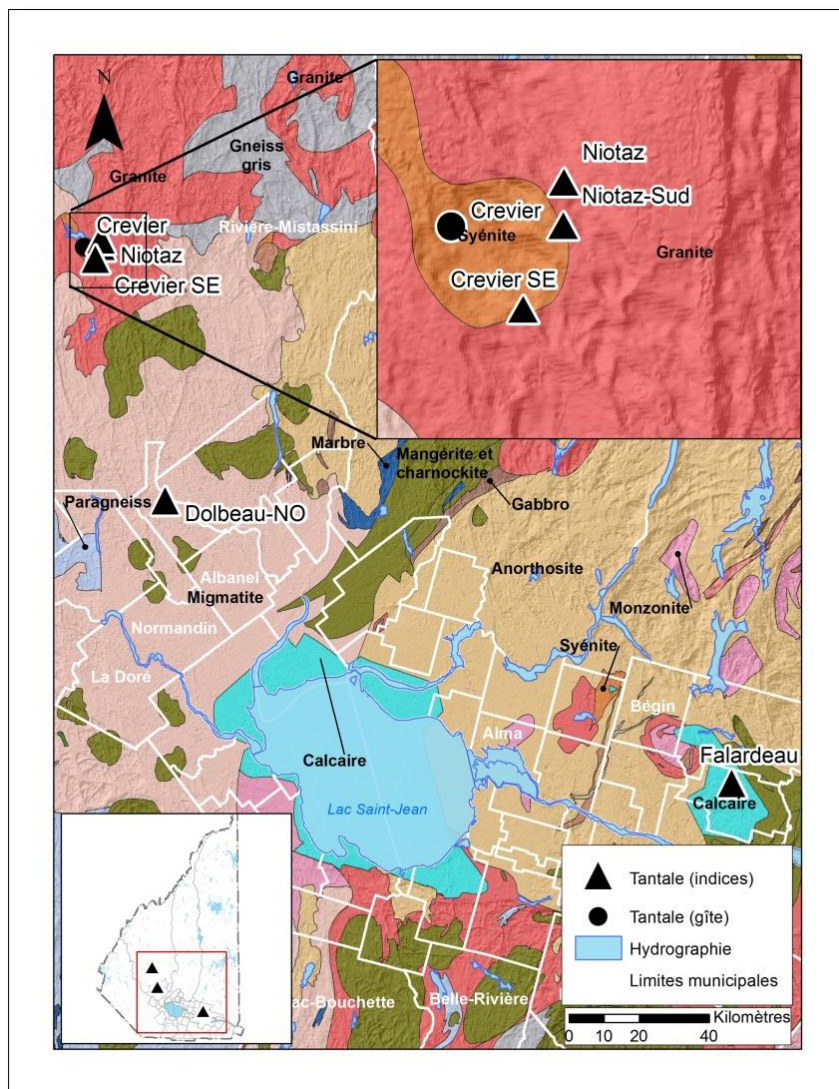 N
Granite
Gneiss
gris
Granite
Rivière-Mistassini
Crevier
Niotaz
Crevier SE
Niotaz
Niotaz-Sud
Crevier
Syénite
Granite
Crevier SE
Marbre
Mangérite et
charnockite
Gabbro
Paragneiss
Dolbeau-NO
Anorthosite
Albanel
Migmatite
Monzonite
Normandin
Syénite
La Doré
Bégin
Alma
Falardeau
Calcaire
Calcaire
Lac Saint-Jean
Tantale (indices)
Tantale (gîte)
Hydrographie
Limites municipales
ac-Bouchette
Belle-Rivière
Kilomètres
0 10 20 40